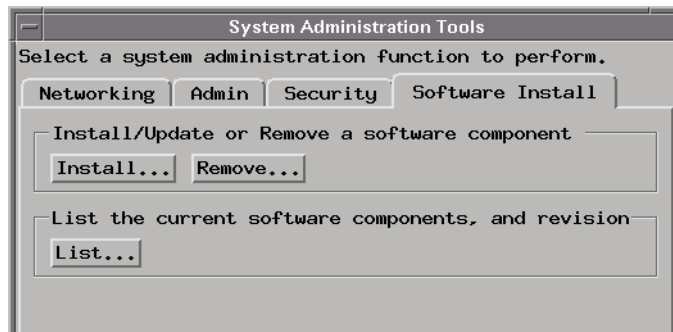 System Administration Tools
Select a system administration function to perform.
Networking Admin Security Software Install
Install/Update or Remove a software component
Install... Remove...
List the current software components, and revision
List...